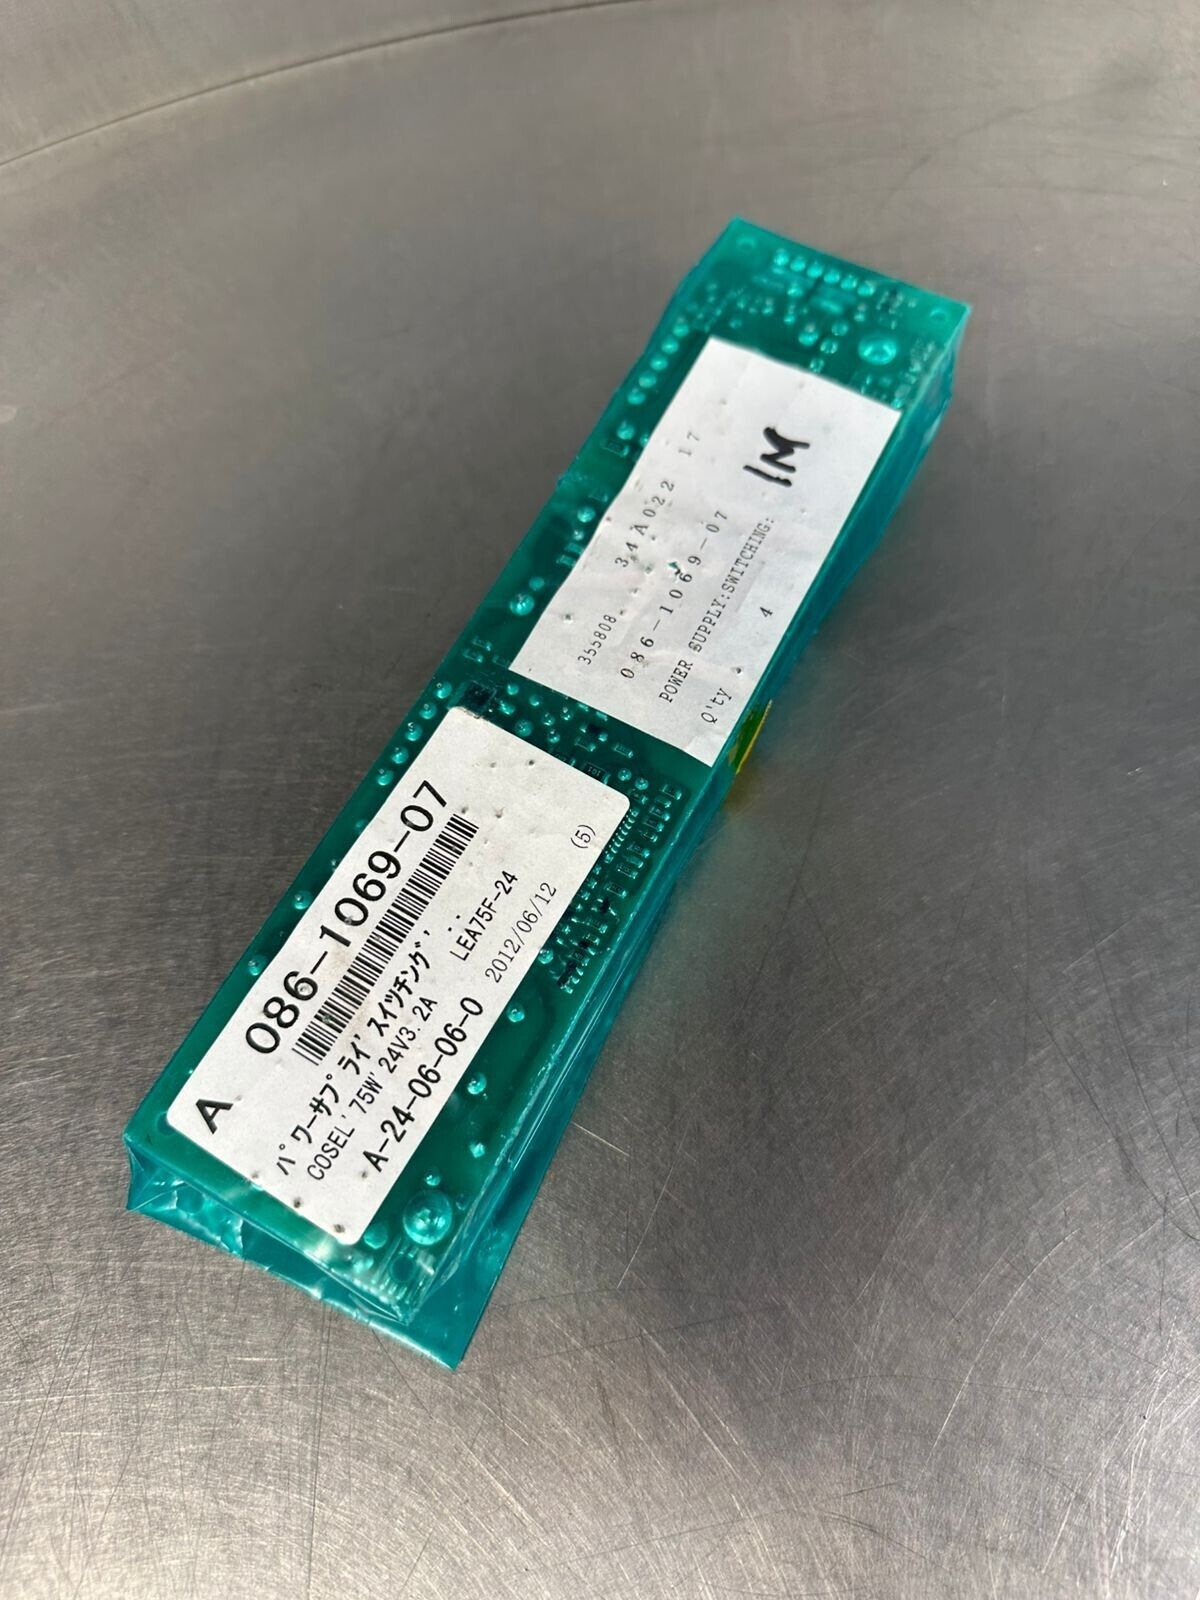 355808 34A022 17
086-1069-07
POWER SUPPLY:SWITCHING:
Q'ty 4
1M
A
086-1069-07
ﾊﾟﾜｰｻﾌﾟﾗｲ'ｽｲﾂﾁﾝｸﾞ'
COSEL'75W'24V3.2A LEA75F-24
A-24-06-06-0 2012/06/12 (5)